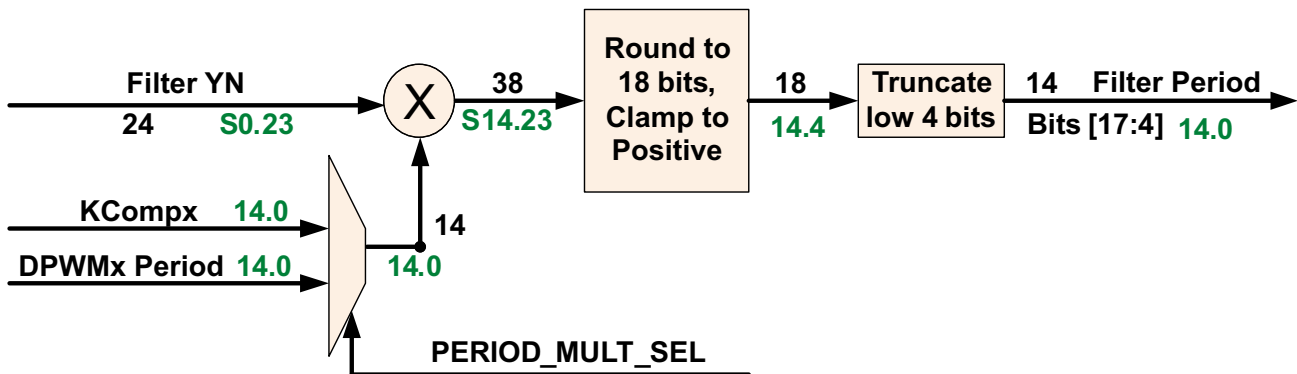 Filter YN
24 S0.23
X
38
S14.23
Round to
18 bits,
Clamp to
Positive
18
14.4
Truncate
low 4 bits
14 Filter Period
Bits [17:4] 14.0
KCompx 14.0
DPWMx Period 14.0
14
14.0
PERIOD_MULT_SEL